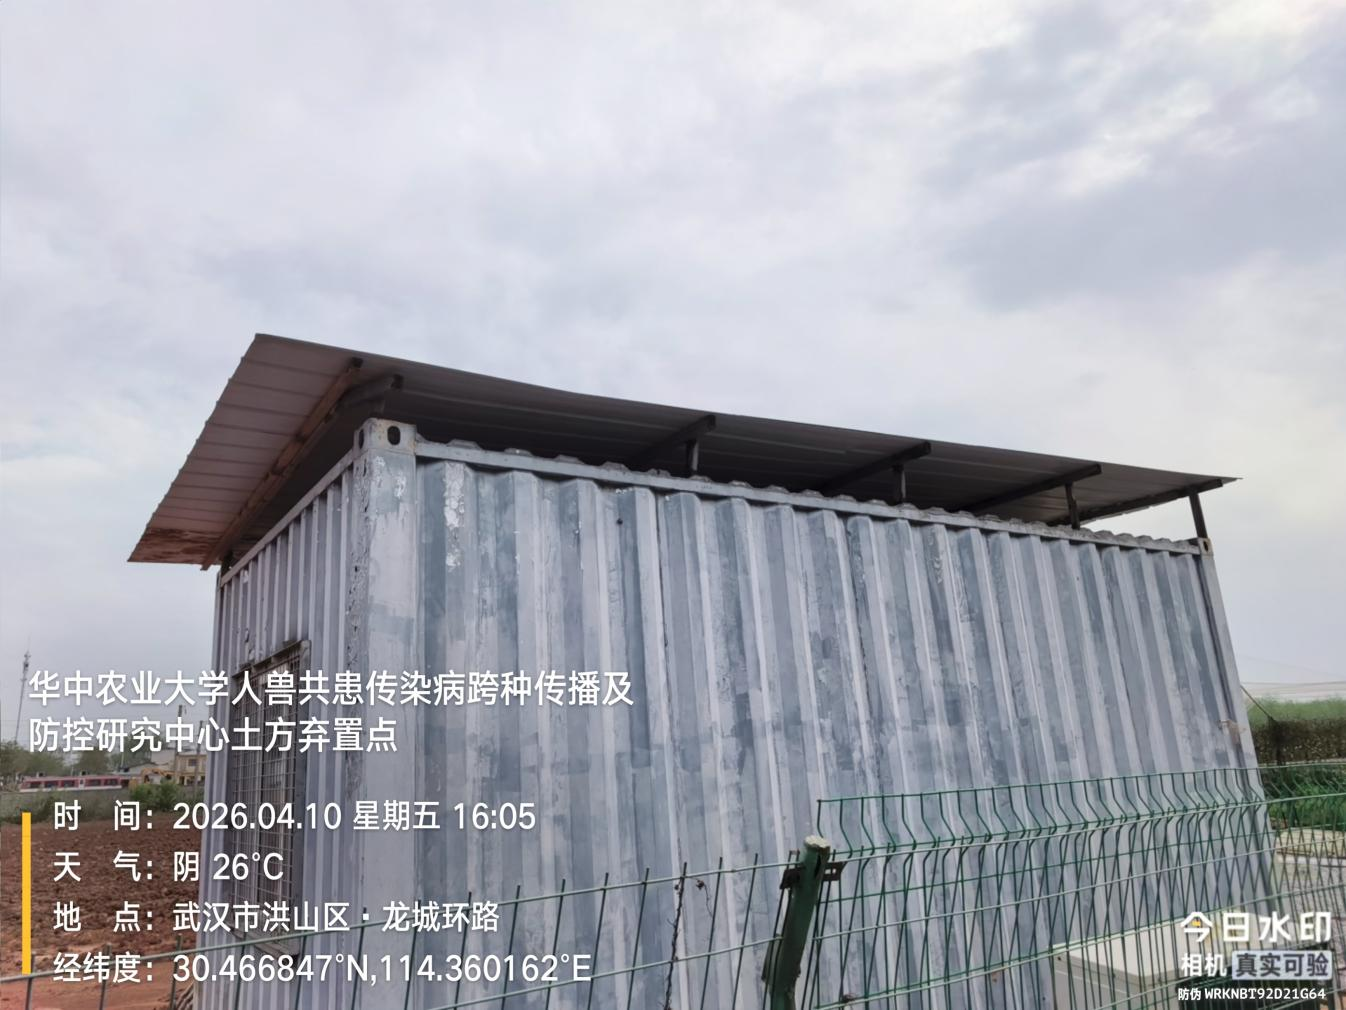 华中农业大学人兽共患传染病跨种传播及
防控研究中心土方弃置点
时 间：2026.04.10 星期五 16:05
天 气：阴 26°C
地 点：武汉市洪山区·龙城环路
经纬度：30.466847°N,114.360162°E
今日水印
相机 真实可验
防伪 WRKNBT92D21G64